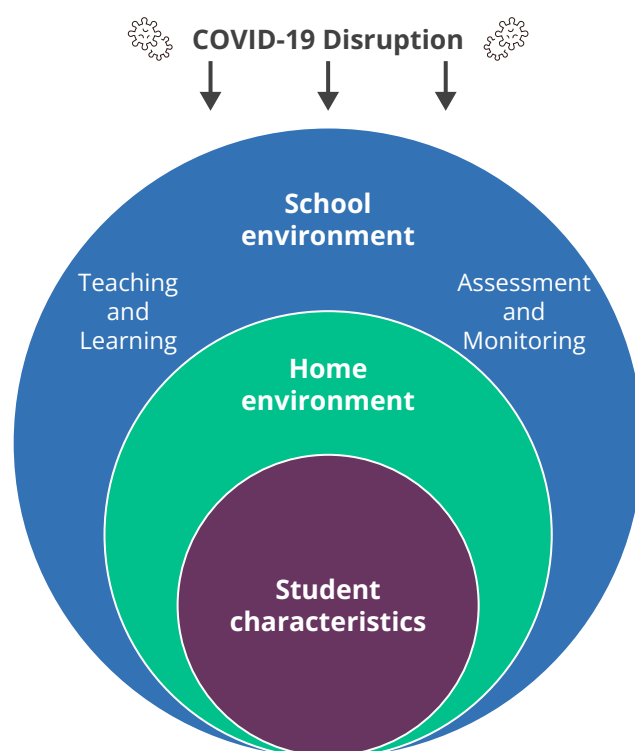 COVID-19 Disruption
School
environment
Teaching
and
Learning
Assessment
and
Monitoring
Home
environment
Student
characteristics